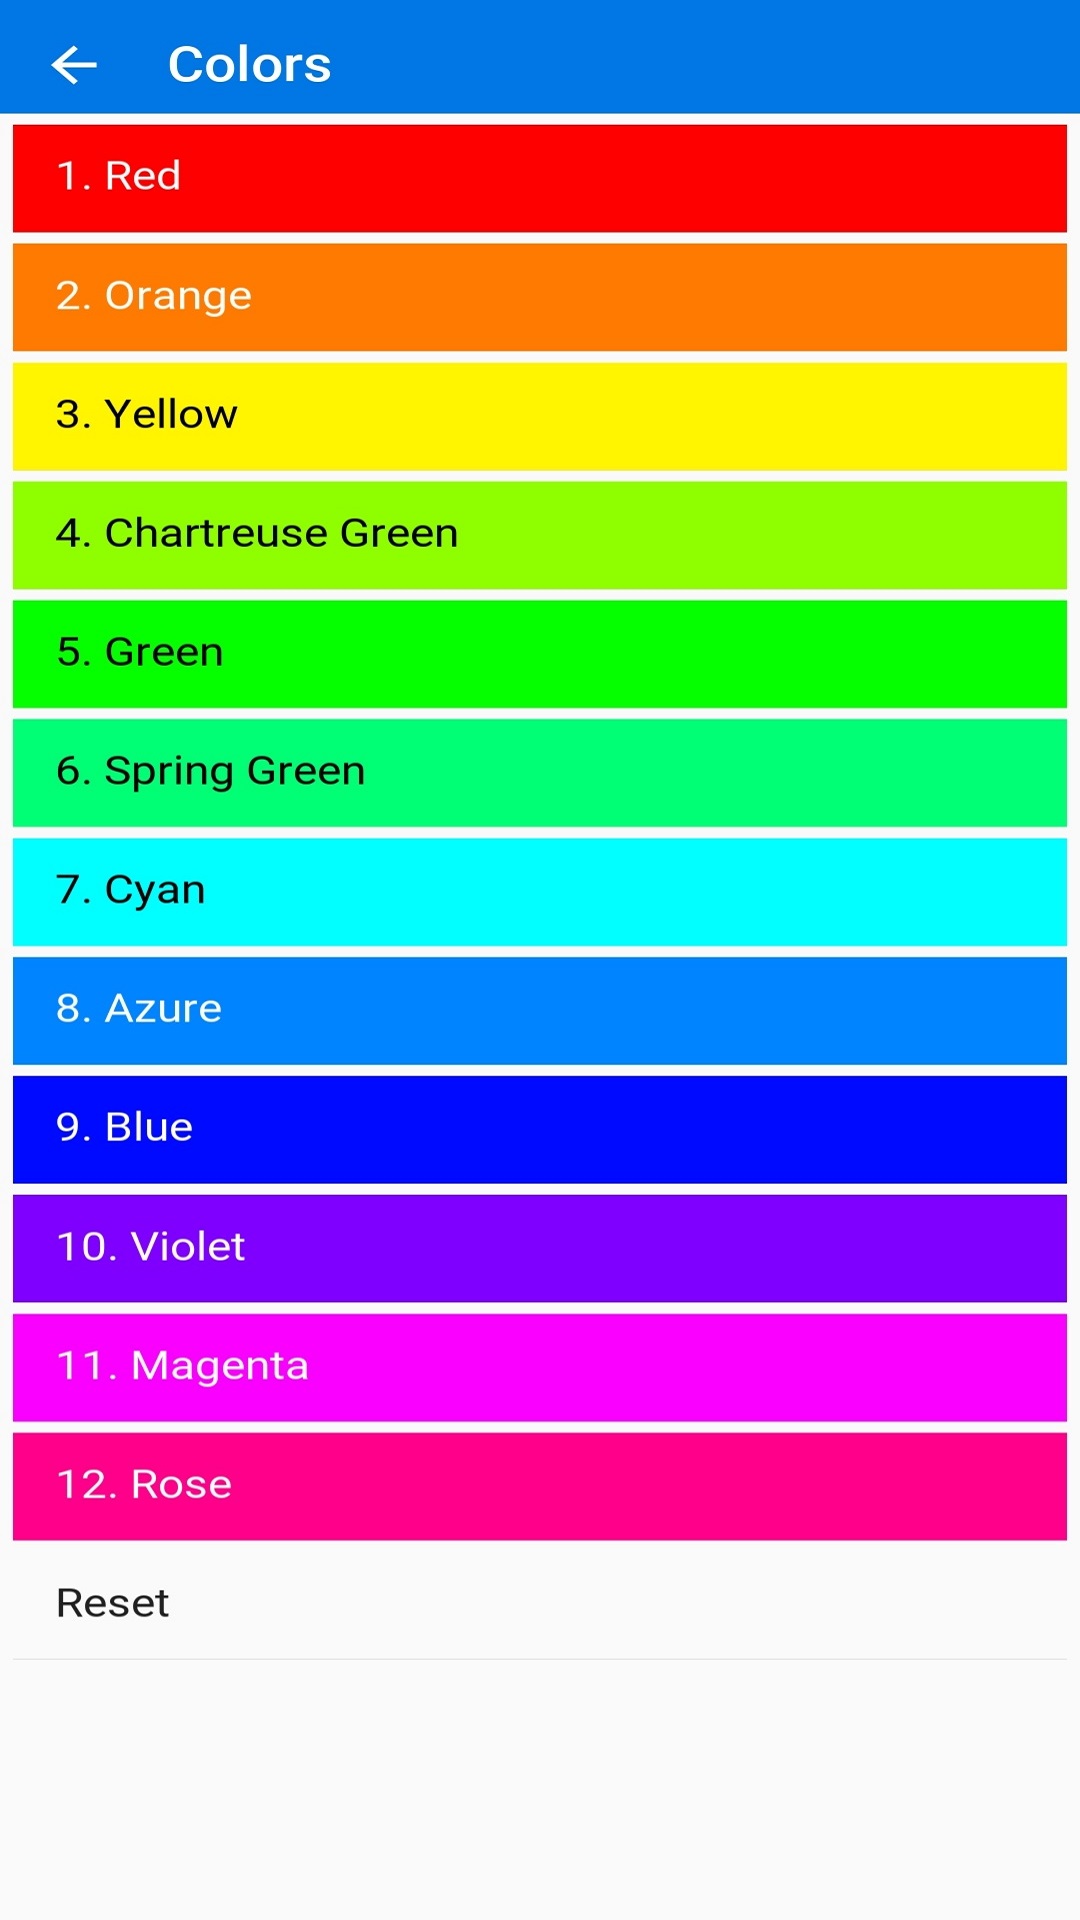 Colors
1. Red
2. Orange
3. Yellow
4. Chartreuse Green
5. Green
6. Spring Green
7. Cyan
8. Azure
9. Blue
10. Violet
11. Magenta
12. Rose
Reset